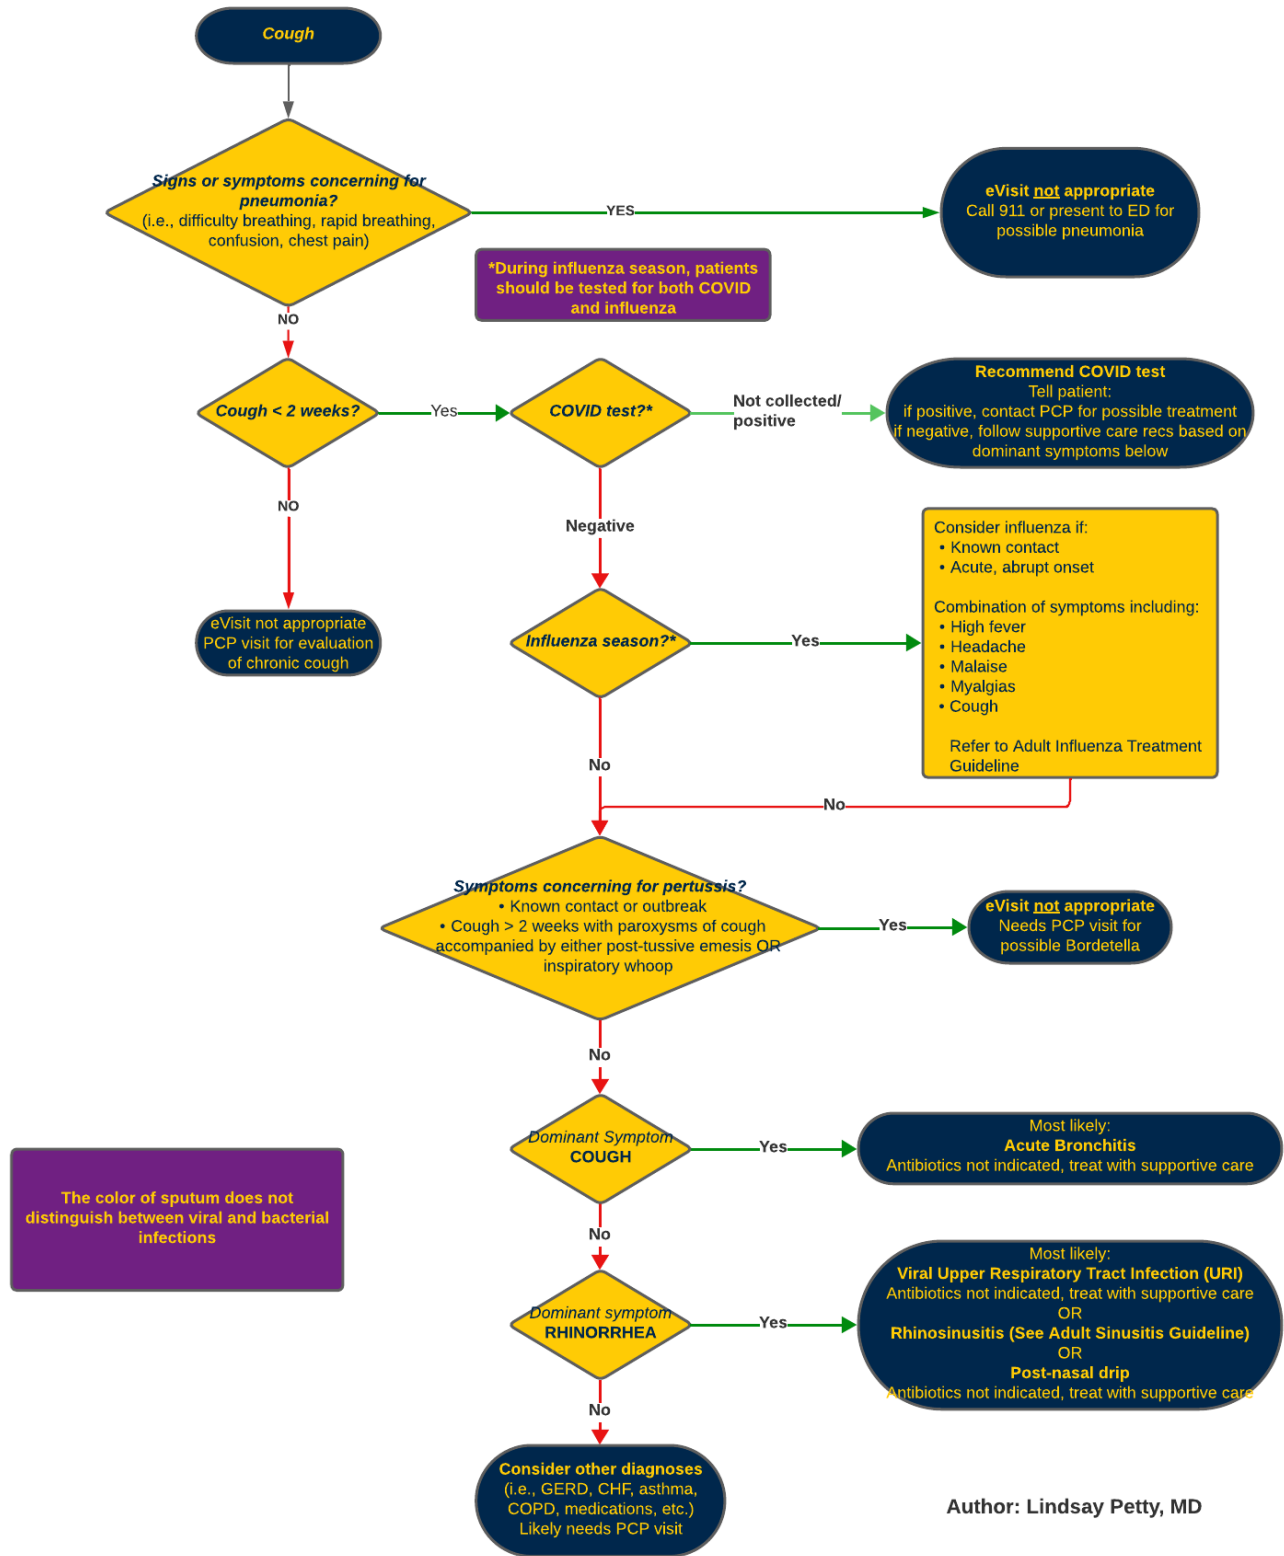 Cough
Signs or symptoms concerning for
pneumonia?
(i.e., difficulty breathing, rapid breathing,
confusion, chest pain)
YES
eVisit not appropriate
Call 911 or present to ED for
possible pneumonia
*During influenza season, patients
should be tested for both COVID
and influenza
NO
Cough < 2 weeks?
Yes
COVID test?*
Not collected/
positive
Recommend COVID test
Tell patient:
if positive, contact PCP for possible treatment
if negative, follow supportive care recs based on
dominant symptoms below
NO
Negative
eVisit not appropriate
PCP visit for evaluation
of chronic cough
Influenza season?*
Yes
Consider influenza if:
• Known contact
• Acute, abrupt onset
Combination of symptoms including:
• High fever
• Headache
• Malaise
• Myalgias
• Cough
Refer to Adult Influenza Treatment
Guideline
No
No
Symptoms concerning for pertussis?
• Known contact or outbreak
• Cough > 2 weeks with paroxysms of cough
accompanied by either post-tussive emesis OR
inspiratory whoop
Yes
eVisit not appropriate
Needs PCP visit for
possible Bordetella
No
Dominant Symptom
COUGH
Yes
Most likely:
Acute Bronchitis
Antibiotics not indicated, treat with supportive care
The color of sputum does not
distinguish between viral and bacterial
infections
No
Dominant symptom
RHINORRHEA
Yes
Most likely:
Viral Upper Respiratory Tract Infection (URI)
Antibiotics not indicated, treat with supportive care
OR
Rhinosinusitis (See Adult Sinusitis Guideline)
OR
Post-nasal drip
Antibiotics not indicated, treat with supportive care
No
Consider other diagnoses
(i.e., GERD, CHF, asthma,
COPD, medications, etc.)
Likely needs PCP visit
Author: Lindsay Petty, MD